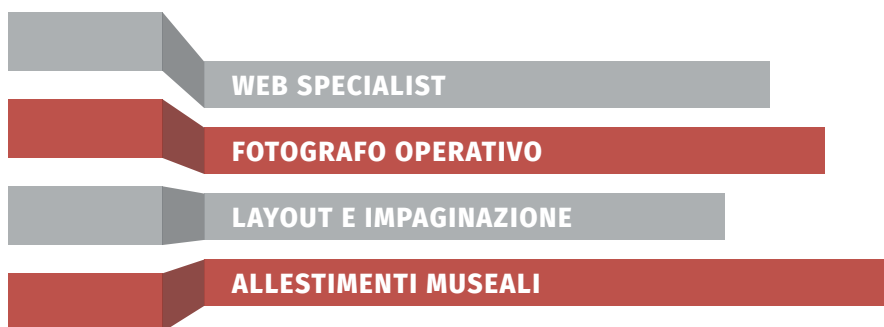 WEB SPECIALIST
FOTOGRAFO OPERATIVO
LAYOUT E IMPAGINAZIONE
ALLESTIMENTI MUSEALI